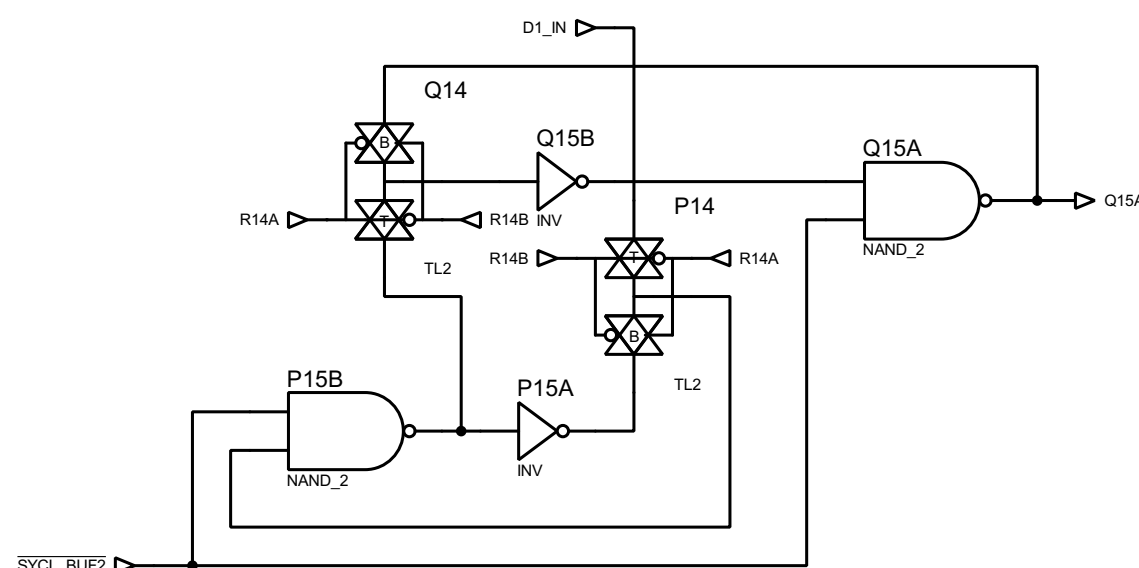 D1_IN
Q14
B
Q15B
Q15A
P14
R14A
T
R14B
INV
Q15A
NAND_2
R14B
T
R14A
TL2
B
P15B
P15A
TL2
INV
NAND_2
SYCL_BUF2